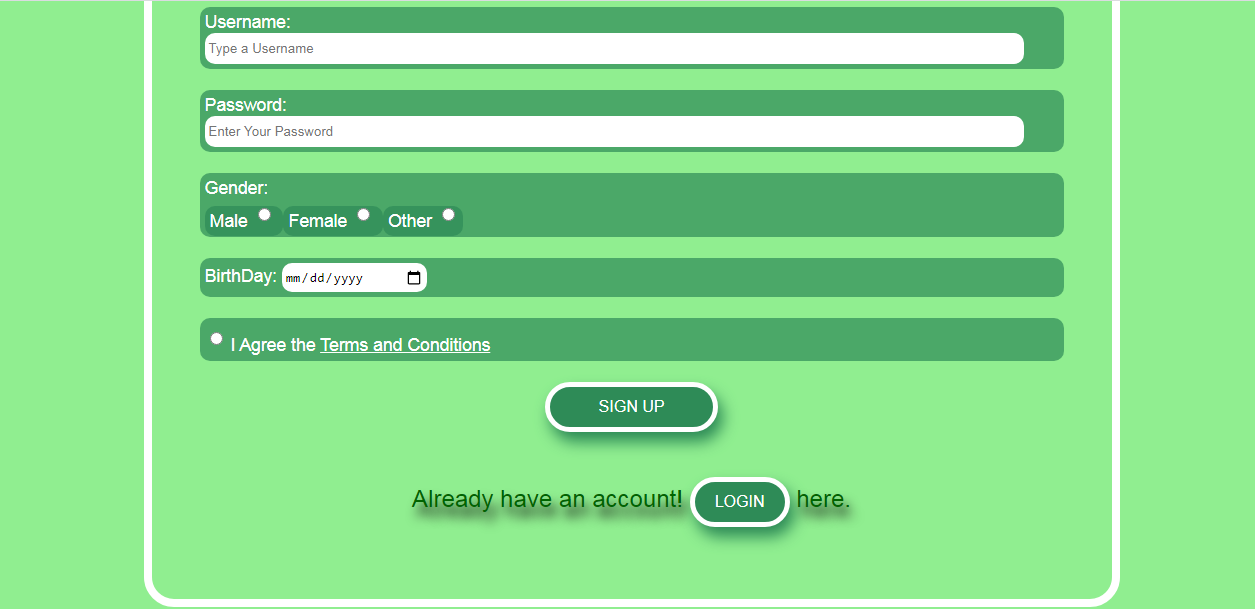 Username:
Type a Username
Password:
Enter Your Password
Gender:
Male Female Other
BirthDay: mm/dd/yyyy
I Agree the Terms and Conditions
SIGN UP
Already have an account! LOGIN here.